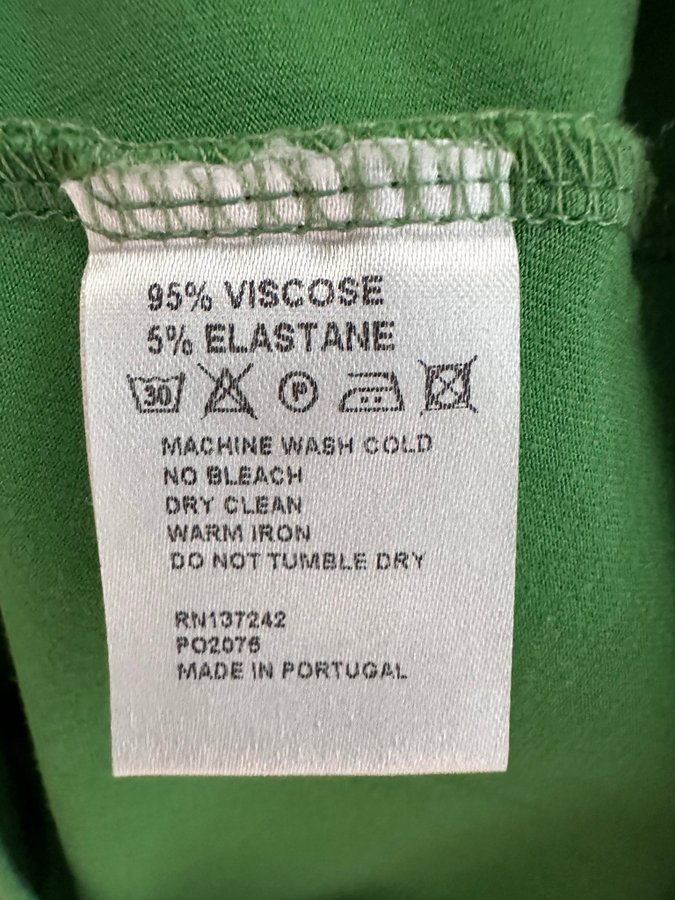 95% VISCOSE
5% ELASTANE
30 P
MACHINE WASH COLD
NO BLEACH
DRY CLEAN
WARM IRON
DO NOT TUMBLE DRY
RN137242
PO2076
MADE IN PORTUGAL